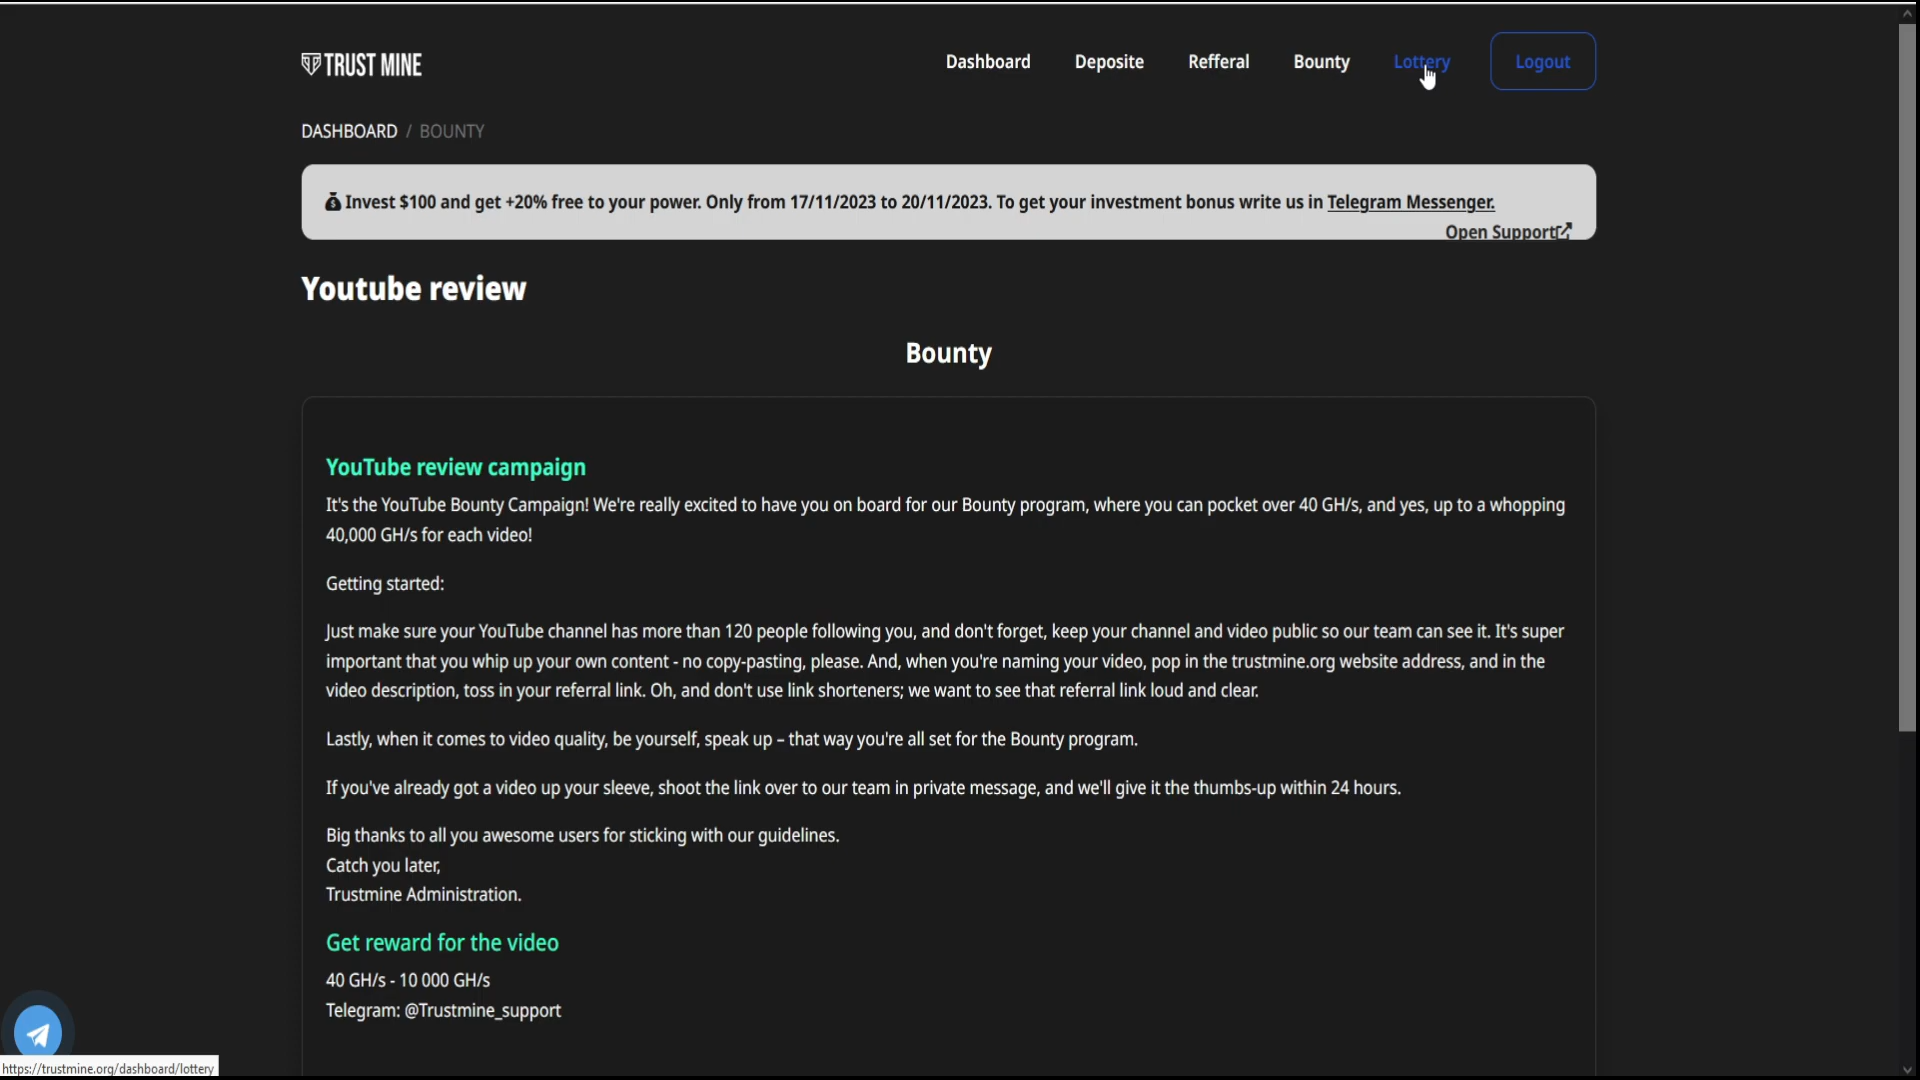 TRUST MINE
Dashboard Deposite Refferal Bounty Lottery Logout
DASHBOARD / BOUNTY
Invest $100 and get +20% free to your power. Only from 17/11/2023 to 20/11/2023. To get your investment bonus write us in Telegram Messenger.
Open Support
Youtube review
Bounty
YouTube review campaign
It's the YouTube Bounty Campaign! We're really excited to have you on board for our Bounty program, where you can pocket over 40 GH/s, and yes, up to a whopping
40,000 GH/s for each video!
Getting started:
Just make sure your YouTube channel has more than 120 people following you, and don't forget, keep your channel and video public so our team can see it. It's super
important that you whip up your own content - no copy-pasting, please. And, when you're naming your video, pop in the trustmine.org website address, and in the
video description, toss in your referral link. Oh, and don't use link shorteners; we want to see that referral link loud and clear.
Lastly, when it comes to video quality, be yourself, speak up – that way you're all set for the Bounty program.
If you've already got a video up your sleeve, shoot the link over to our team in private message, and we'll give it the thumbs-up within 24 hours.
Big thanks to all you awesome users for sticking with our guidelines.
Catch you later,
Trustmine Administration.
Get reward for the video
40 GH/s - 10 000 GH/s
Telegram: @Trustmine_support
https://trustmine.org/dashboard/lottery